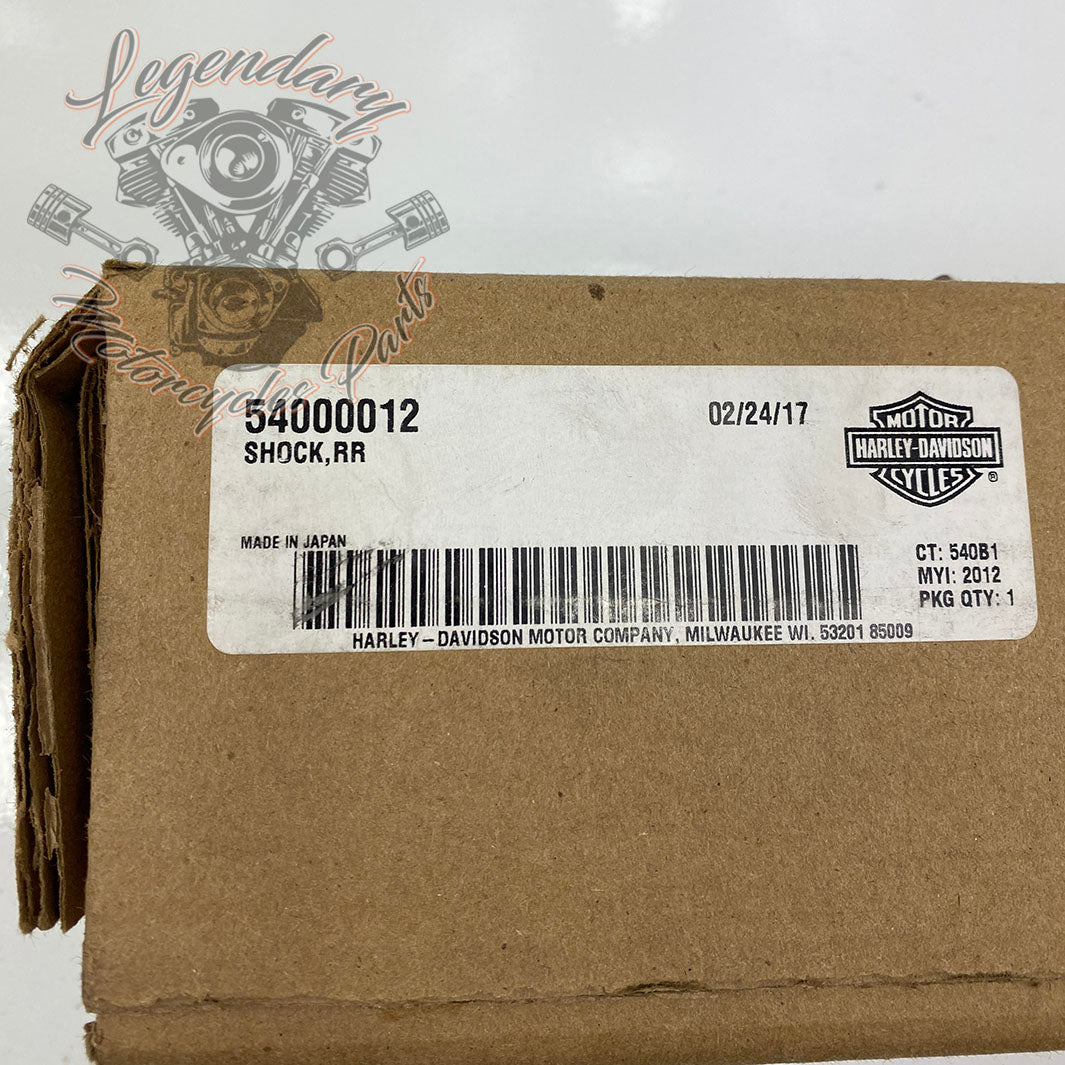 Legendary
Motorcycles Parts
54000012
02/24/17
SHOCK,RR
MOTOR
HARLEY-DAVIDSON
CYCLES
®
MADE IN JAPAN
CT: 540B1
MYI: 2012
PKG QTY: 1
HARLEY-DAVIDSON MOTOR COMPANY, MILWAUKEE WI. 53201 85009